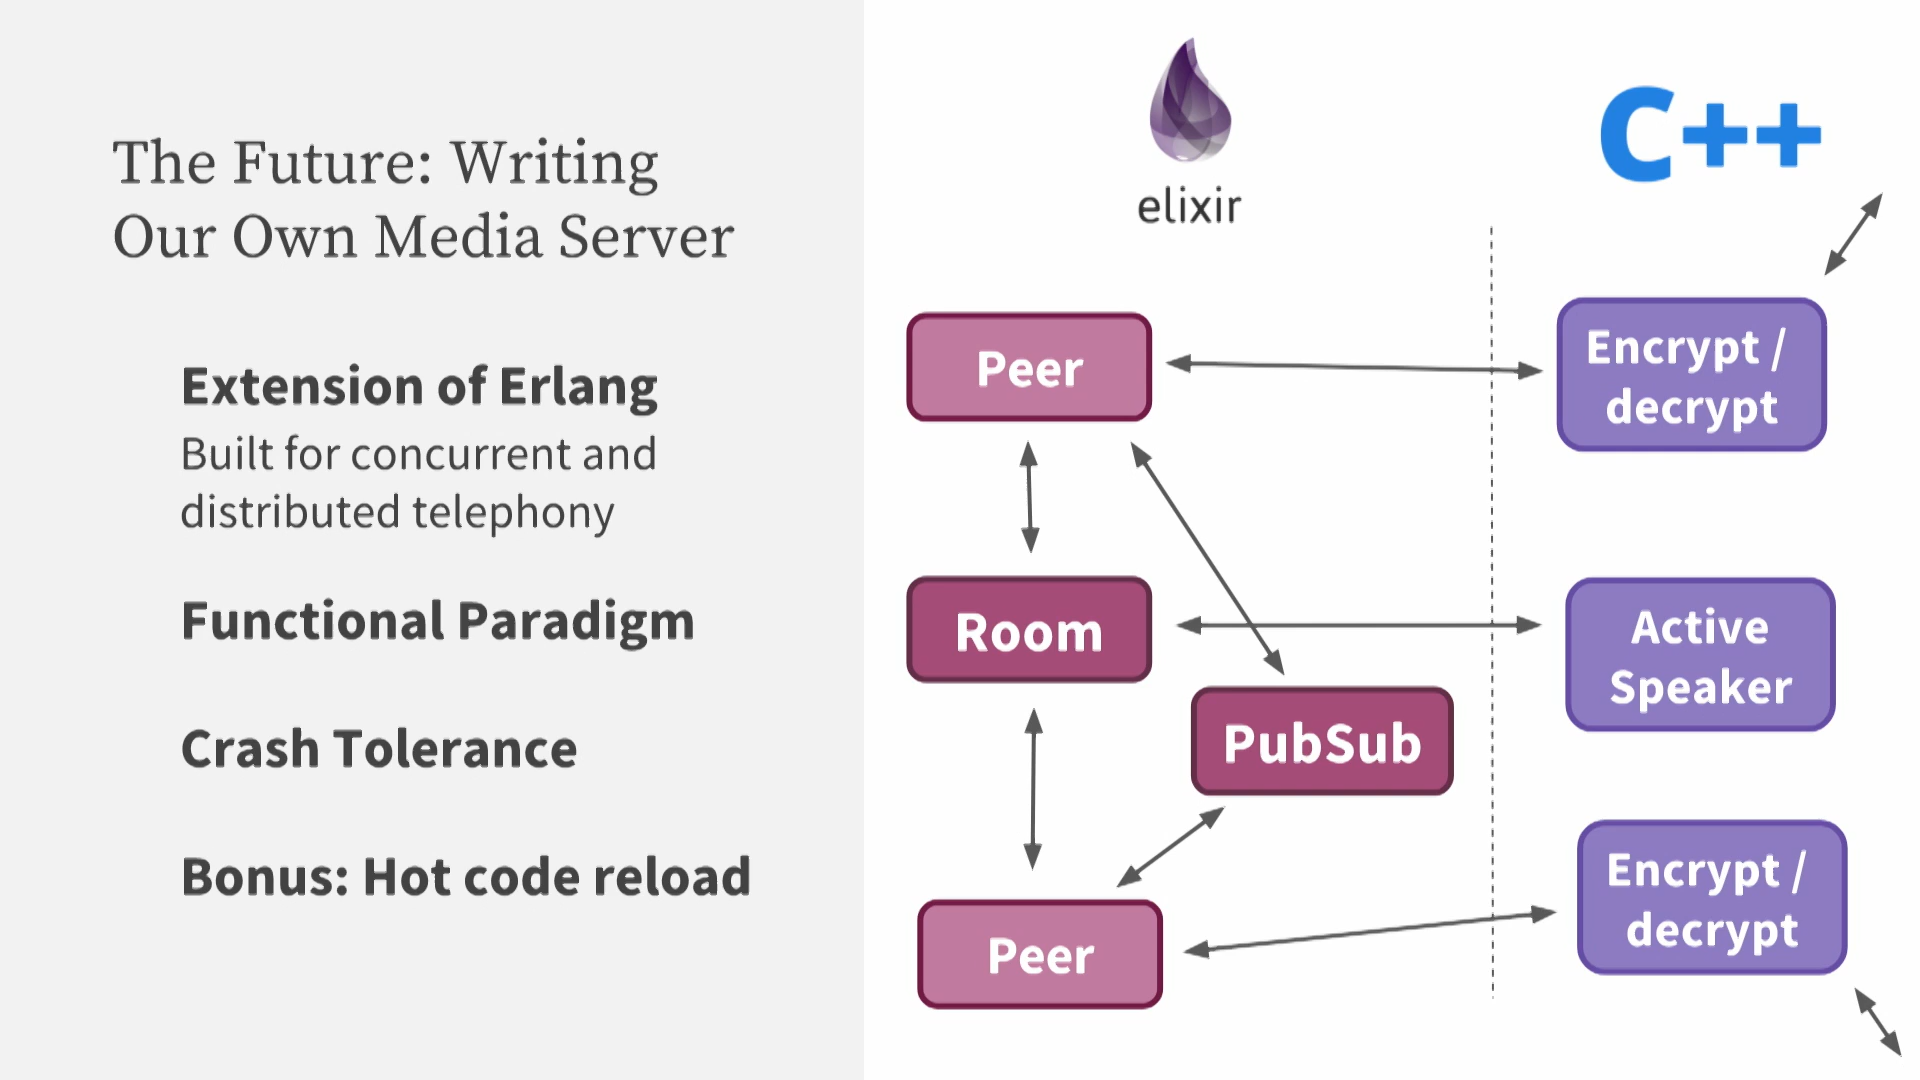 The Future: Writing
Our Own Media Server
Extension of Erlang
Built for concurrent and
distributed telephony
Functional Paradigm
Crash Tolerance
Bonus: Hot code reload
elixir
C++
Peer
Encrypt /
decrypt
Room
Active
Speaker
PubSub
Peer
Encrypt /
decrypt